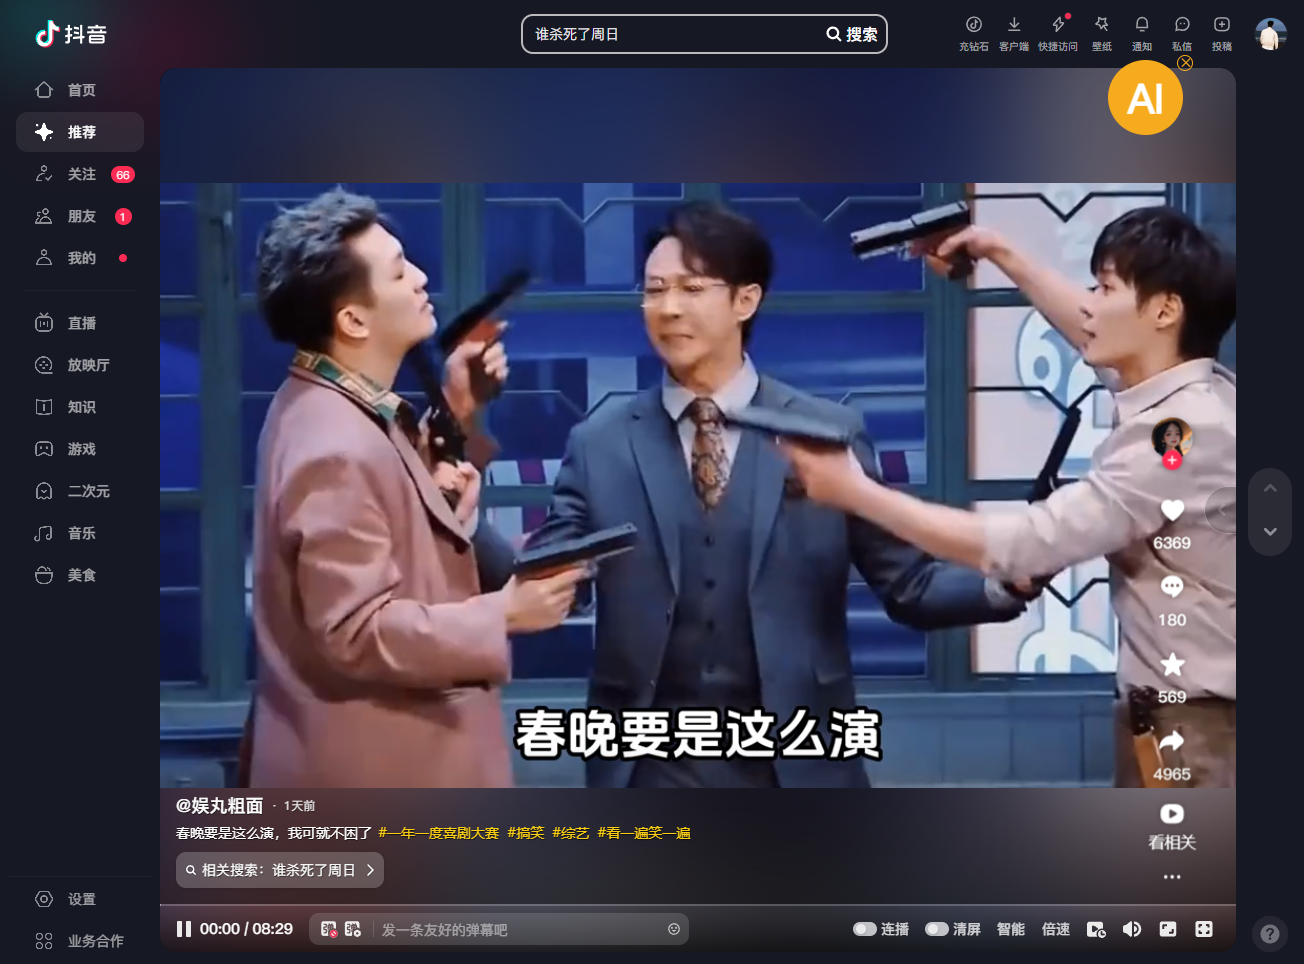 抖音
谁杀死了周日
搜索
充钻石
客户端
快捷访问
壁纸
通知
私信
投稿
AI
首页
推荐
关注 66
朋友 1
我的
直播
放映厅
知识
游戏
二次元
音乐
美食
设置
业务合作
6369
180
569
4965
看相关
春晚要是这么演
@娱丸粗面 · 1天前
春晚要是这么演，我可就不困了 #一年一度喜剧大赛 #搞笑 #综艺 #看一遍笑一遍
相关搜索：谁杀死了周日
00:00 / 08:29
弹 弹
发一条友好的弹幕吧
连播
清屏
智能
倍速